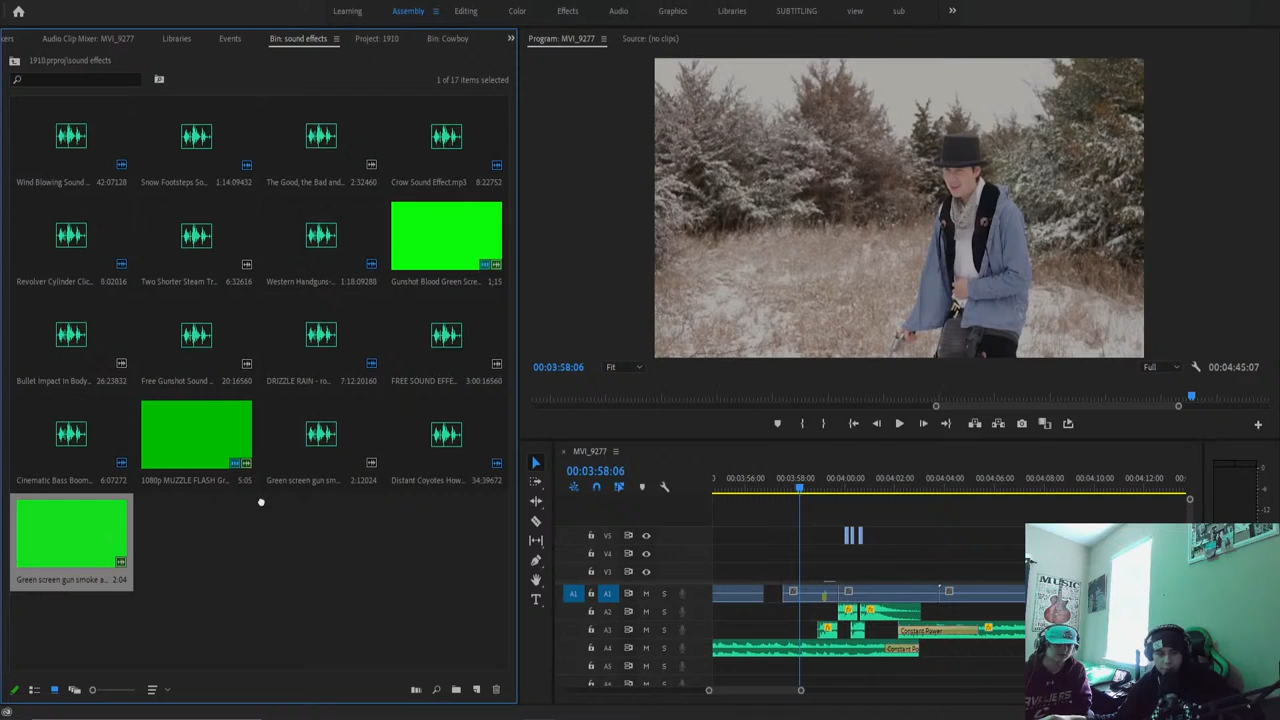 Learning Assembly Editing Color Effects Audio Graphics Libraries SUBTITLING view sub
kers Audio Clip Mixer: MVI_9277 Libraries Events Bin: sound effects Project: 1910 Bin: Cowboy
Program: MVI_9277 Source: (no clips)
1910.prproj\sound effects
1 of 17 items selected
Wind Blowing Sound ... 42:07128
Snow Footsteps So... 1:14:09432
The Good, the Bad and... 2:32460
Crow Sound Effect.mp3 8:22752
Revolver Cylinder Clic... 8:02016
Two Shorter Steam Tr... 6:32616
Western Handguns-... 1:18:09288
Gunshot Blood Green Scre... 1;15
Bullet Impact In Body... 26:23832
Free Gunshot Sound ... 20:16560
DRIZZLE RAIN - ro... 7:12:20160
FREE SOUND EFFE... 3:00:16560
Cinematic Bass Boom... 6:07272
1080p MUZZLE FLASH Gr... 5:05
Green screen gun sm... 2:12024
Distant Coyotes How... 34:39672
Green screen gun smoke a... 2:04
00:03:58:06 Fit Full 00:04:45:07
MVI_9277
00:03:58:06
00:03:56:00 00:03:58:00 00:04:00:00 00:04:02:00 00:04:04:00 00:04:06:00 00:04:08:00 00:04:10:00 00:04:12:00
V5
V4
V3
A1 A1 M S
A2 M S
A3 M S Constant Power
A4 M S Constant Po
A5 M S
0
-12
MUSIC